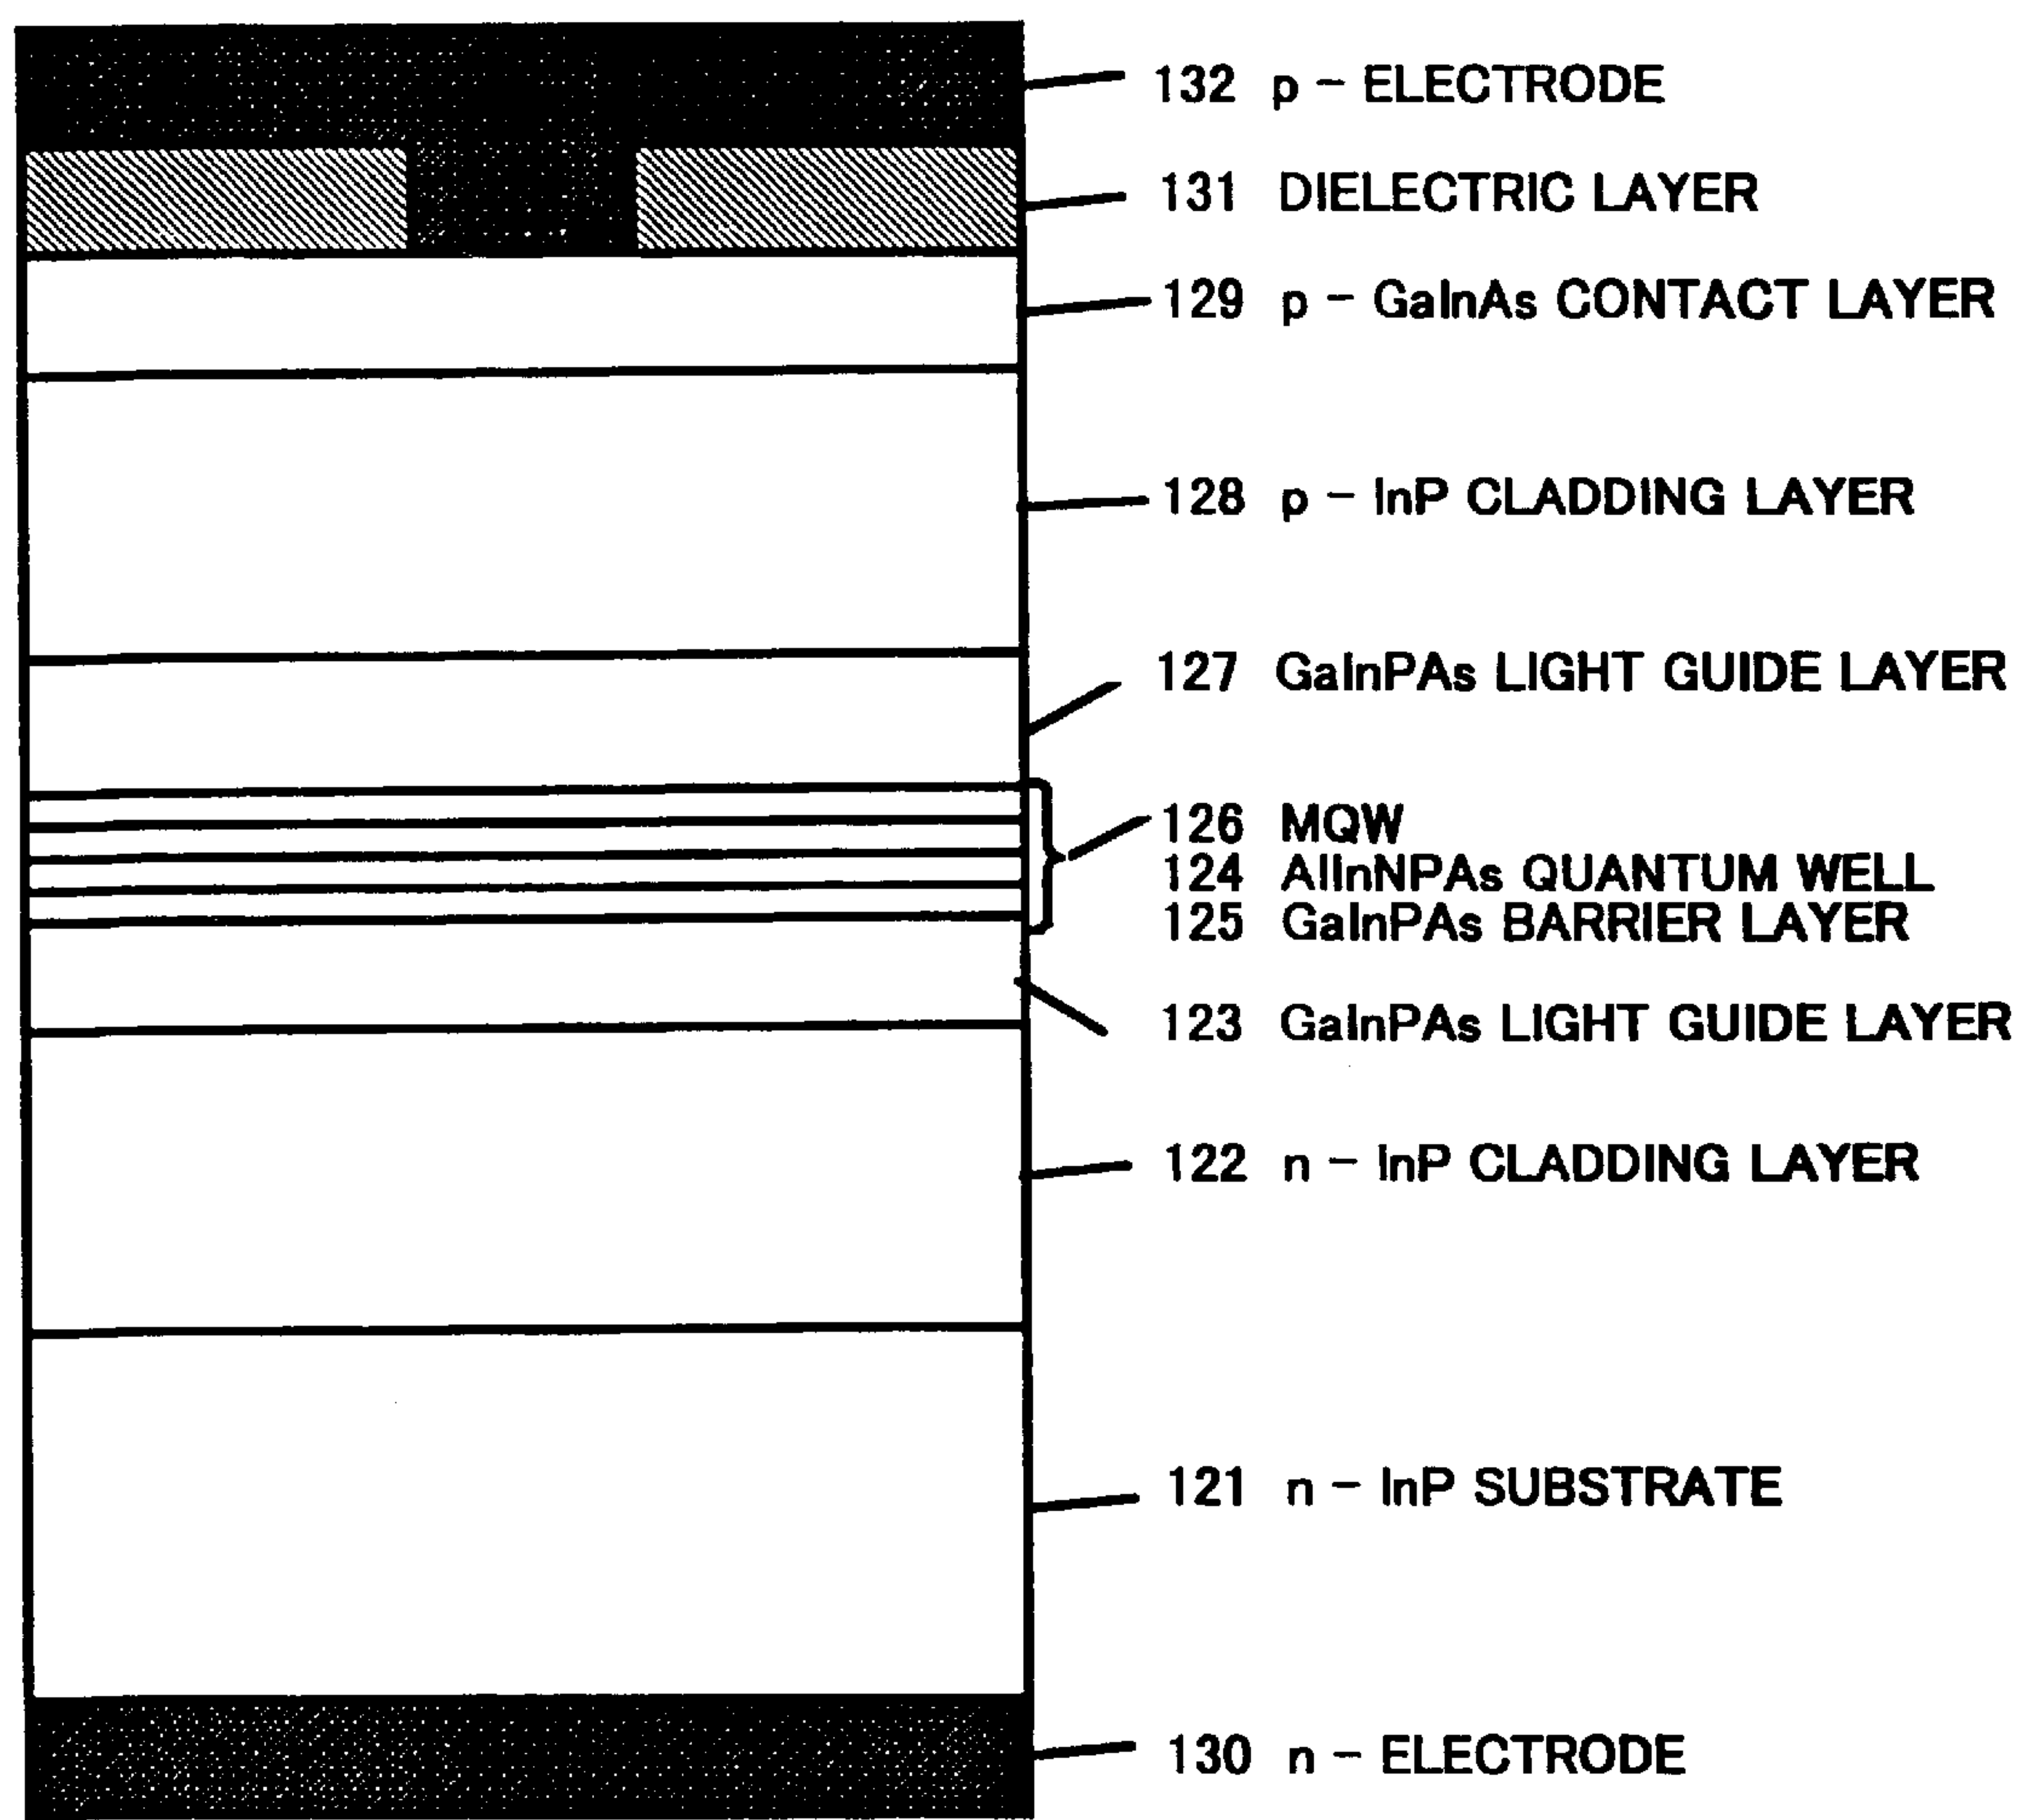 132 p - ELECTRODE
131 DIELECTRIC LAYER
129 p - GaInAs CONTACT LAYER
128 p - InP CLADDING LAYER
127 GaInPAs LIGHT GUIDE LAYER
126 MQW
124 AlInNPAs QUANTUM WELL
125 GaInPAs BARRIER LAYER
123 GaInPAs LIGHT GUIDE LAYER
122 n - InP CLADDING LAYER
121 n - InP SUBSTRATE
130 n - ELECTRODE